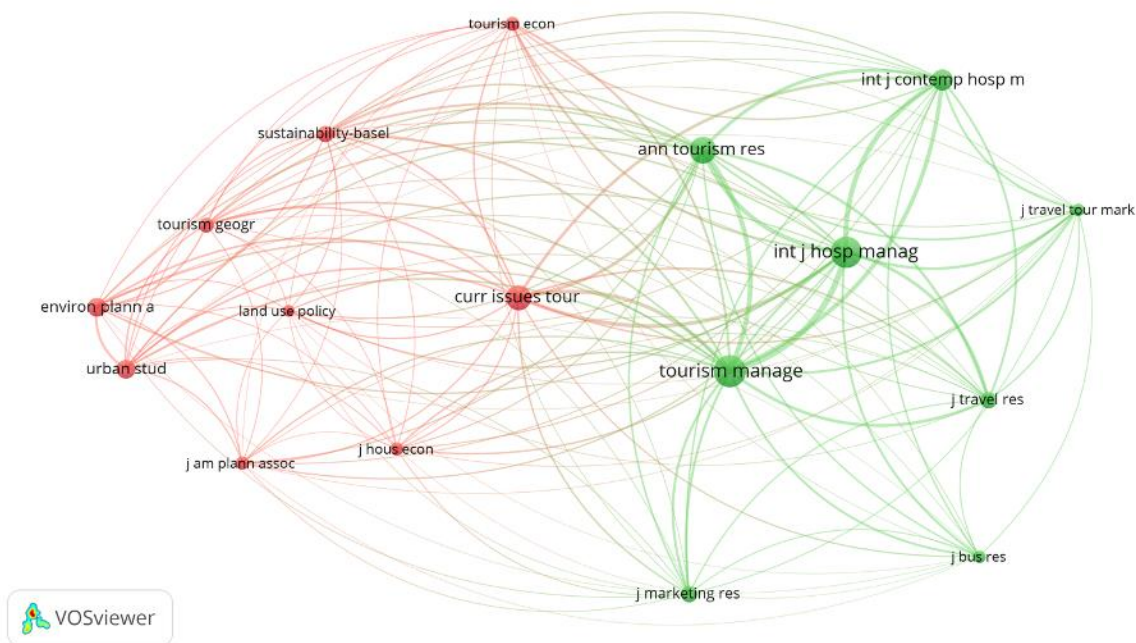 tourism econ
int j contemp hosp m
sustainability-basel
ann tourism res
j travel tour mark
tourism geogr
int j hosp manag
curr issues tour
environ plann a
land use policy
urban stud
tourism manage
j travel res
j hous econ
j am plann assoc
j bus res
j marketing res
VOSviewer